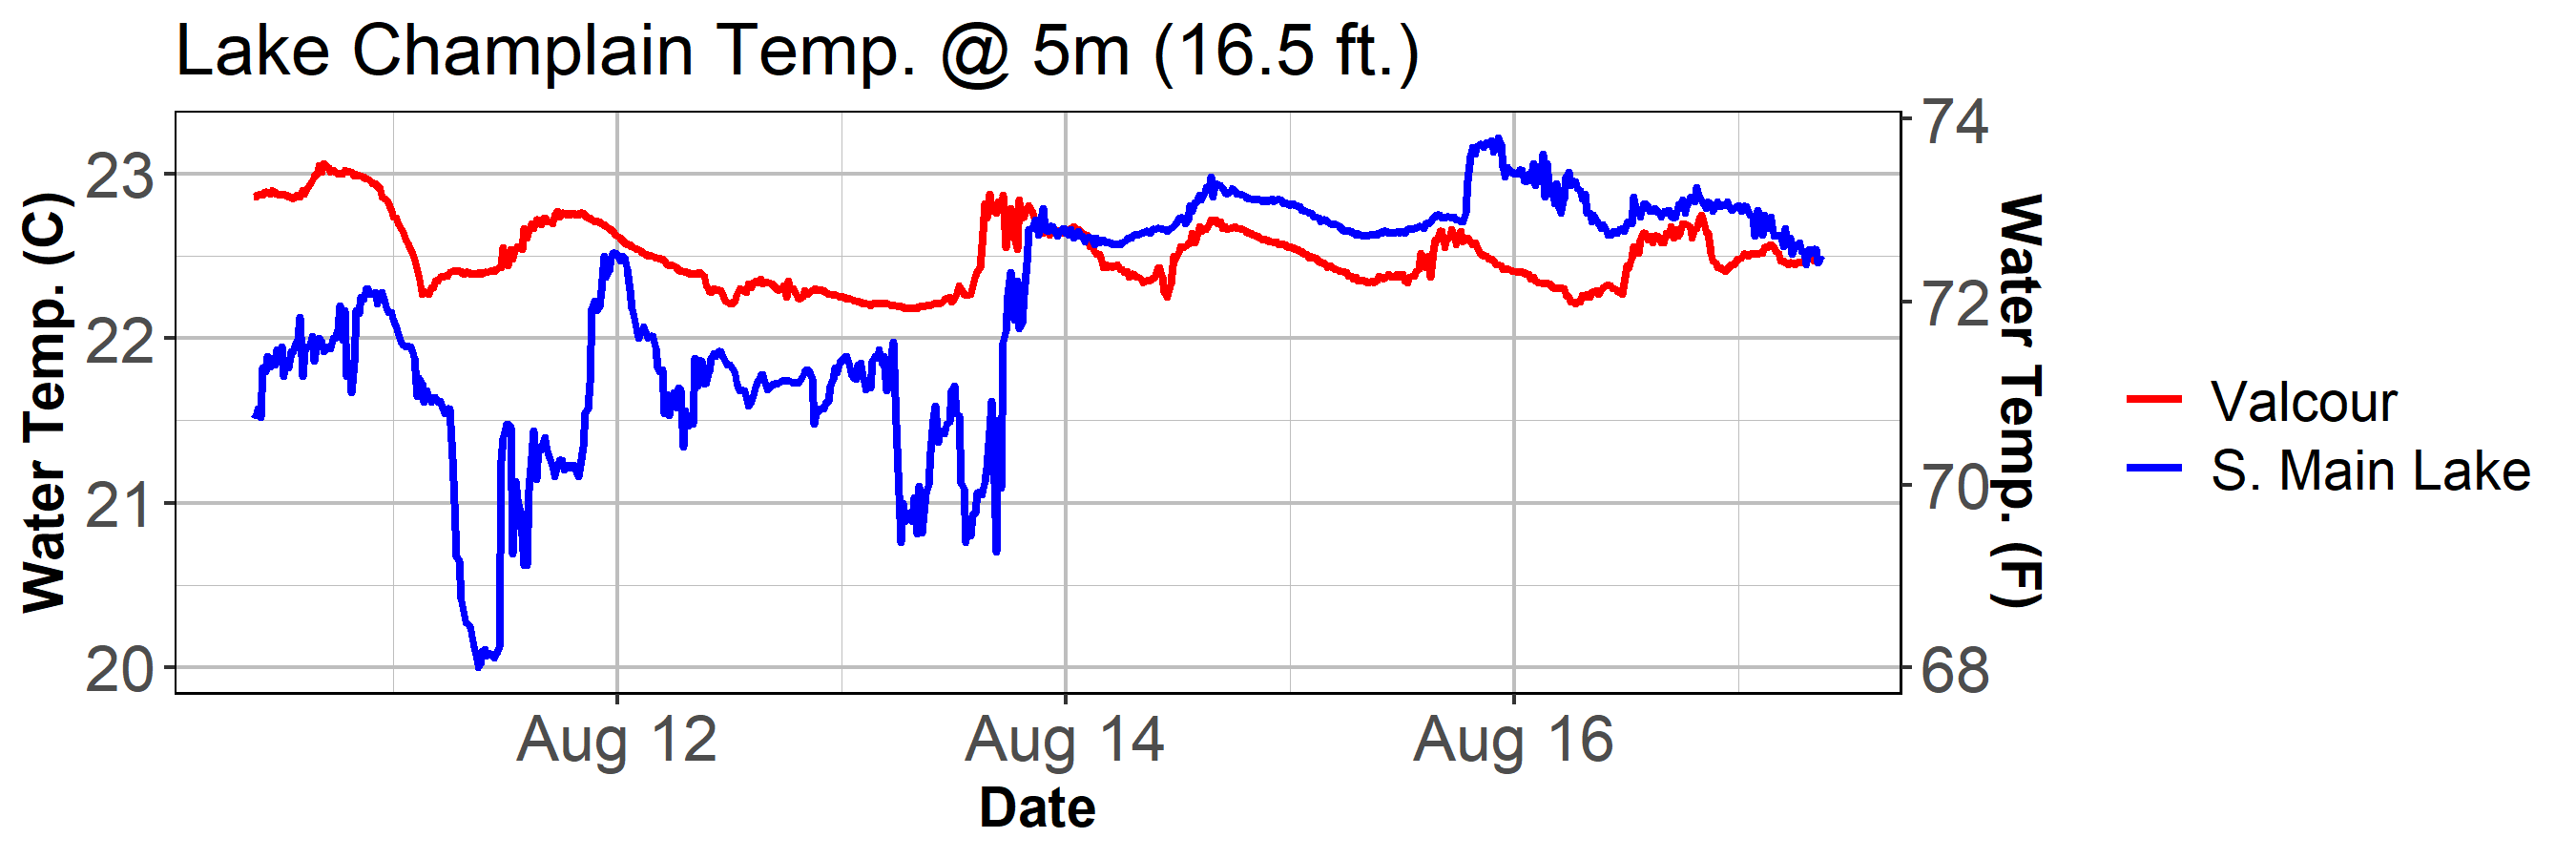 Lake Champlain Temp. @ 5m (16.5 ft.)
Water Temp. (C)
23
22
21
20
74
72
70
68
Water Temp. (F)
Aug 12
Aug 14
Aug 16
Date
Valcour
S. Main Lake